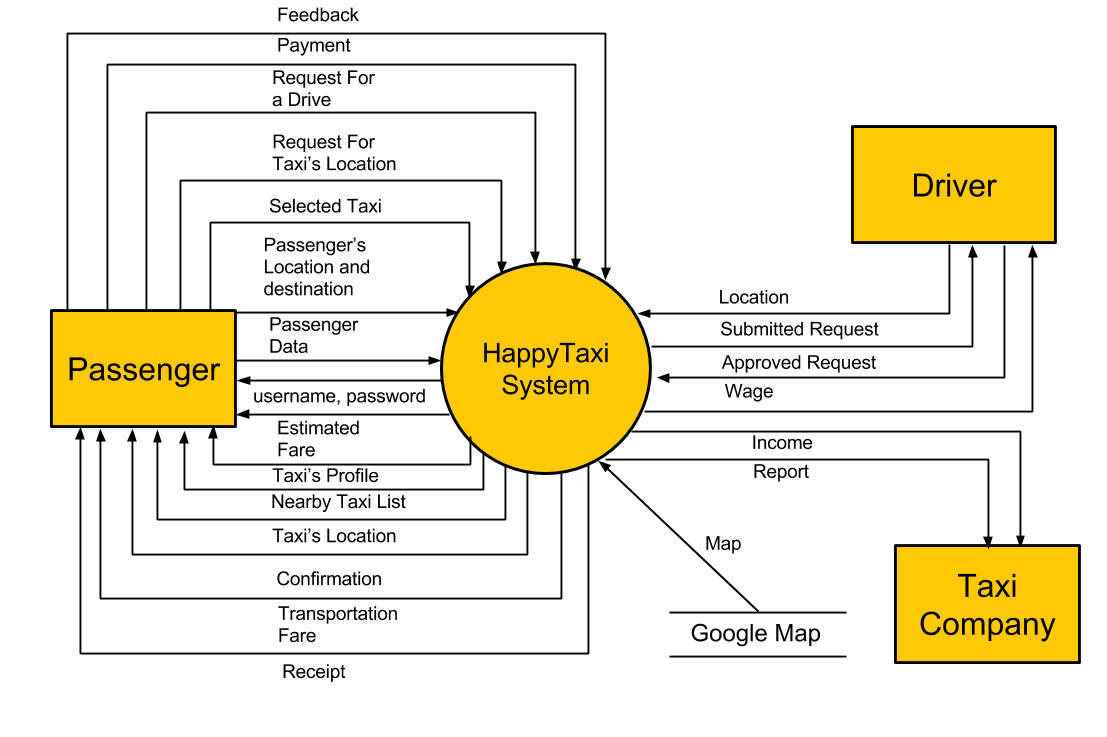 Feedback
Payment
Request For
a Drive
Request For
Taxi's Location
Selected Taxi
Passenger's
Location and
destination
Passenger
Data
username, password
Estimated
Fare
Taxi's Profile
Nearby Taxi List
Taxi's Location
Confirmation
Transportation
Fare
Receipt
Passenger
HappyTaxi
System
Driver
Location
Submitted Request
Approved Request
Wage
Income
Report
Map
Google Map
Taxi
Company